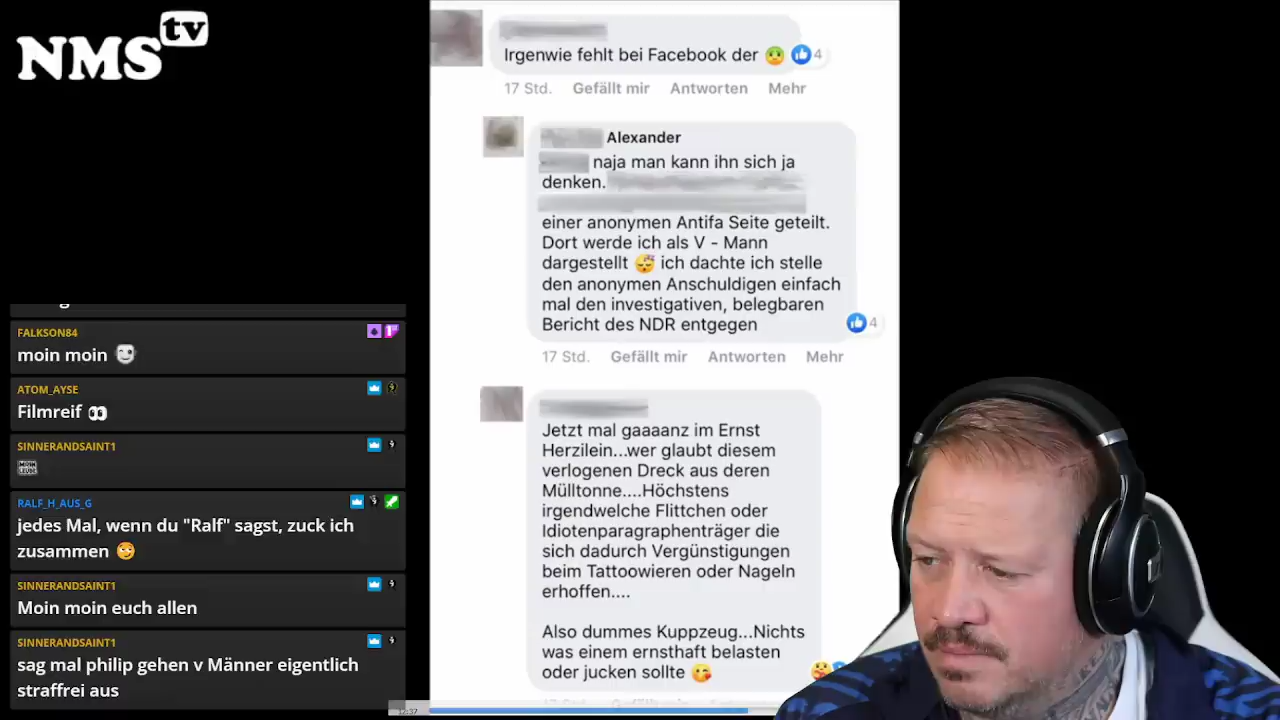 NMS tv
FALKSON84
moin moin
ATOM_AYSE
Filmreif 👀
SINNERANDSAINT1
RALF_H_AUS_G
jedes Mal, wenn du "Ralf" sagst, zuck ich
zusammen 😳
SINNERANDSAINT1
Moin moin euch allen
SINNERANDSAINT1
sag mal philip gehen v Männer eigentlich
straffrei aus
Irgenwie fehlt bei Facebook der 🤢 👍 4
17 Std. Gefällt mir Antworten Mehr
Alexander
naja man kann ihn sich ja
denken.
einer anonymen Antifa Seite geteilt.
Dort werde ich als V - Mann
dargestellt 😴 ich dachte ich stelle
den anonymen Anschuldigen einfach
mal den investigativen, belegbaren
Bericht des NDR entgegen 👍 4
17 Std. Gefällt mir Antworten Mehr
Jetzt mal gaaaanz im Ernst
Herzilein...wer glaubt diesem
verlogenen Dreck aus deren
Mülltonne....Höchstens
irgendwelche Flittchen oder
Idiotenparagraphenträger die
sich dadurch Vergünstigungen
beim Tattoowieren oder Nageln
erhoffen....
Also dummes Kuppzeug...Nichts
was einem ernsthaft belasten
oder jucken sollte 😋